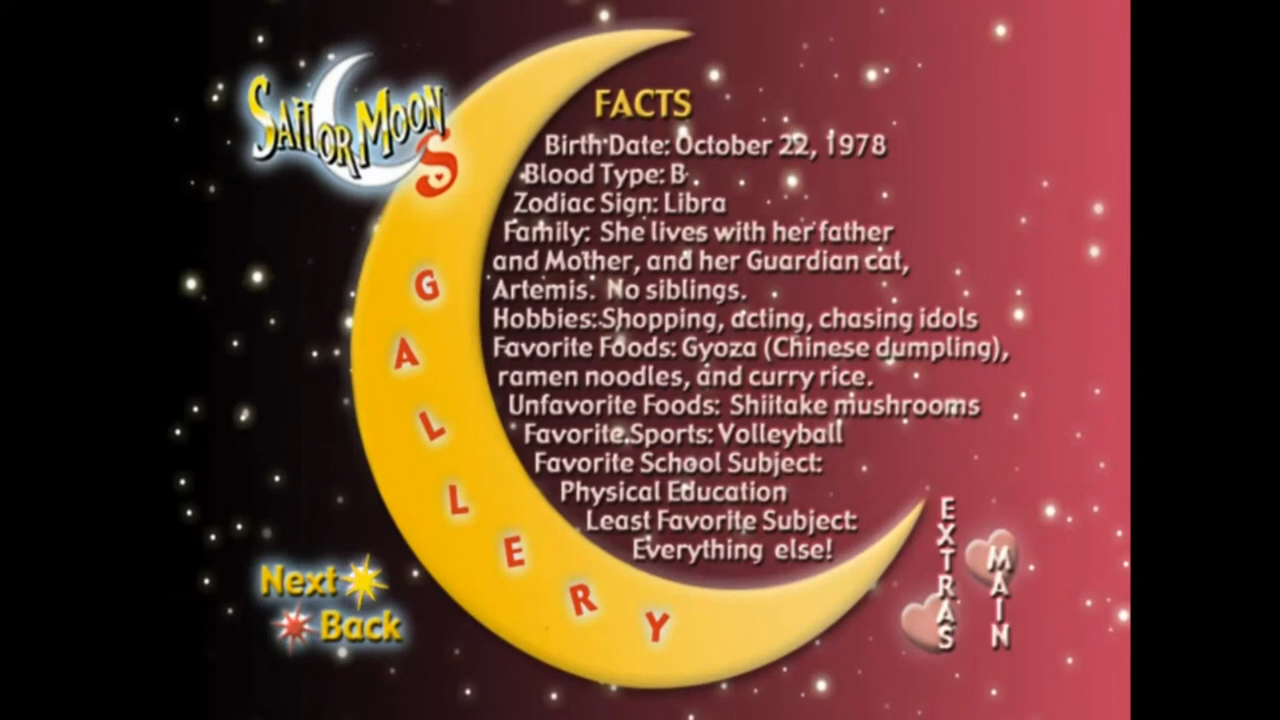 SAILOR MOON
S
GALLERY
FACTS
Birth Date: October 22, 1978
Blood Type: B
Zodiac Sign: Libra
Family: She lives with her father
and Mother, and her Guardian cat,
Artemis. No siblings.
Hobbies: Shopping, acting, chasing idols
Favorite Foods: Gyoza (Chinese dumpling),
ramen noodles, and curry rice.
Unfavorite Foods: Shiitake mushrooms
Favorite Sports: Volleyball
Favorite School Subject:
Physical Education
Least Favorite Subject:
Everything else!
Next
Back
EXTRAS
MAIN